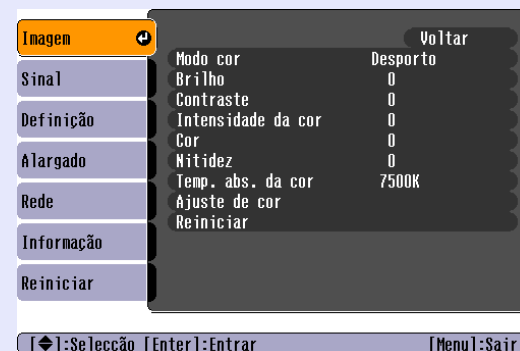 Imagem
Sinal
Definição
Alargado
Rede
Informação
Reiniciar
Voltar
Modo cor Desporto
Brilho 0
Contraste 0
Intensidade da cor 0
Cor 0
Nitidez 0
Temp. abs. da cor 7500K
Ajuste de cor
Reiniciar
[◆]:Selecção [Enter]:Entrar [Menu]:Sair